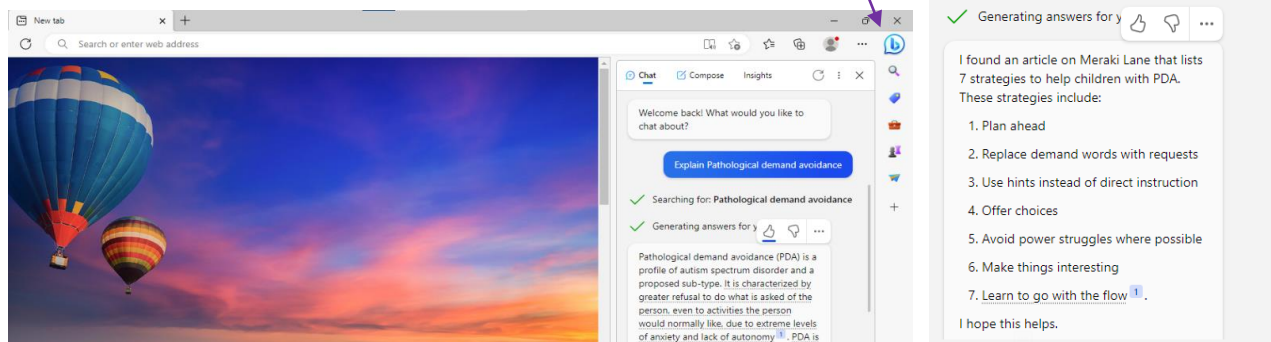 New tab
Search or enter web address
Chat Compose Insights
Welcome back! What would you like to
chat about?
Explain Pathological demand avoidance
Searching for: Pathological demand avoidance
Generating answers for y
Pathological demand avoidance (PDA) is a
profile of autism spectrum disorder and a
proposed sub-type. It is characterized by
greater refusal to do what is asked of the
person, even to activities the person
would normally like, due to extreme levels
of anxiety and lack of autonomy 1 . PDA is
Generating answers for y
I found an article on Meraki Lane that lists
7 strategies to help children with PDA.
These strategies include:
1. Plan ahead
2. Replace demand words with requests
3. Use hints instead of direct instruction
4. Offer choices
5. Avoid power struggles where possible
6. Make things interesting
7. Learn to go with the flow 1 .
I hope this helps.